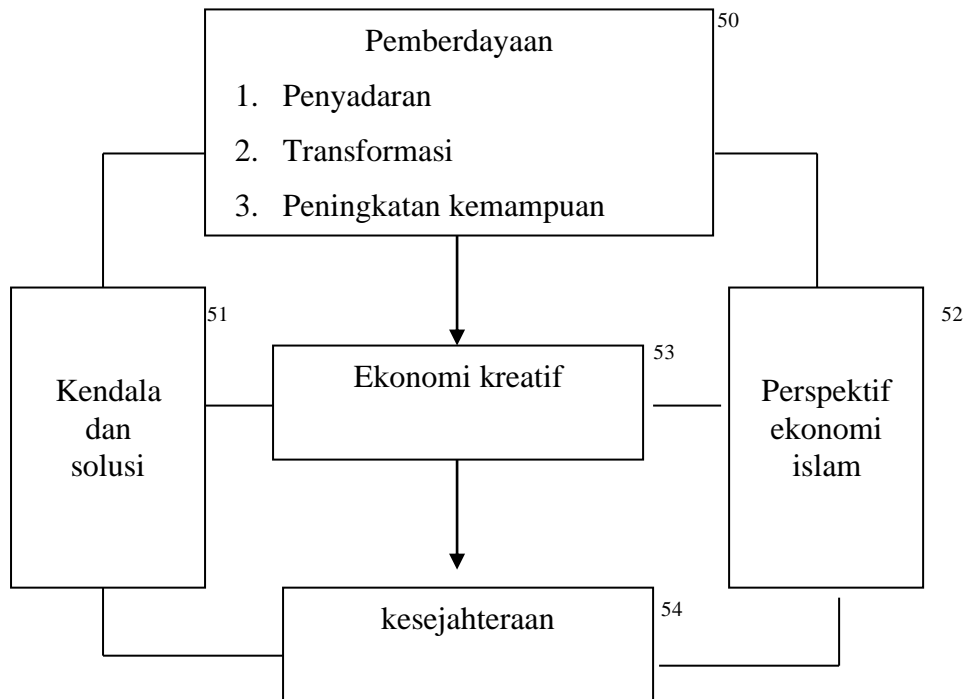 Pemberdayaan
50
1. Penyadaran
2. Transformasi
3. Peningkatan kemampuan
51
52
Kendala
dan
solusi
Ekonomi kreatif
53
Perspektif
ekonomi
islam
kesejahteraan
54